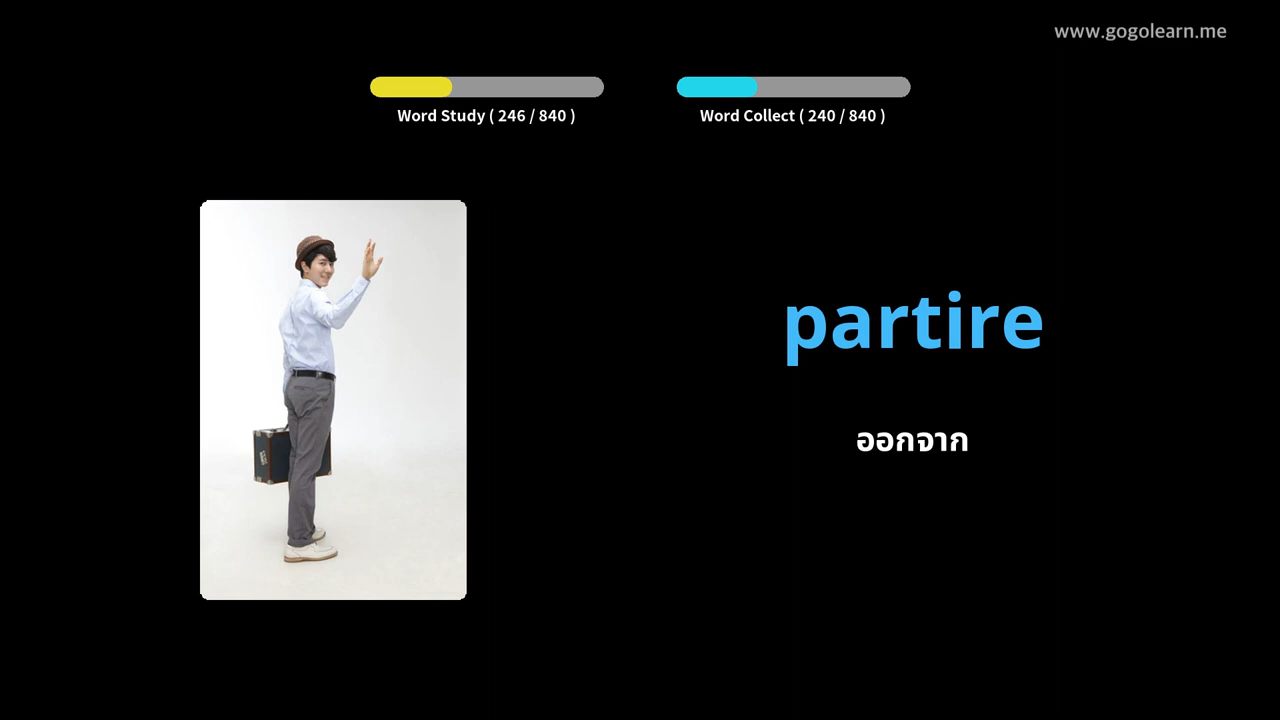 www.gogolearn.me
Word Study ( 246 / 840 )
Word Collect ( 240 / 840 )
partire
ออกจาก